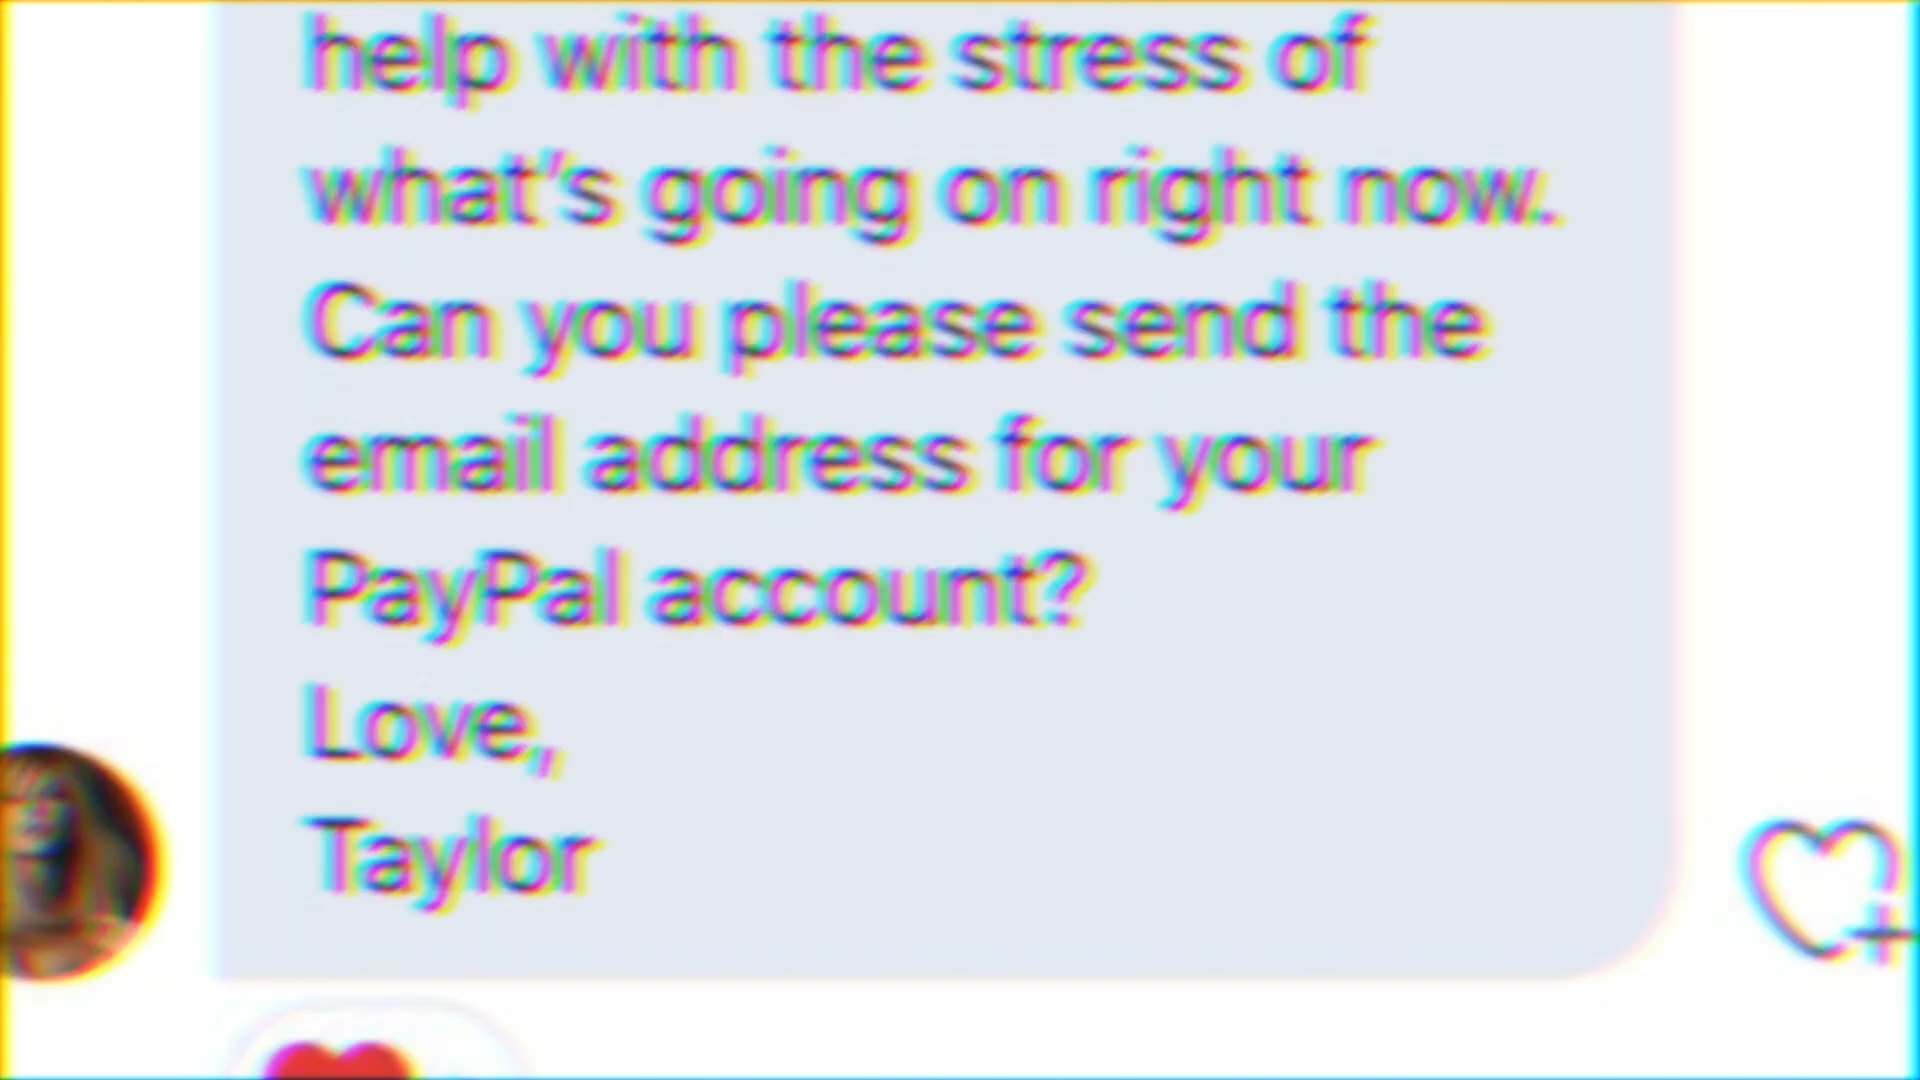 help with the stress of
what's going on right now.
Can you please send the
email address for your
PayPal account?
Love,
Taylor